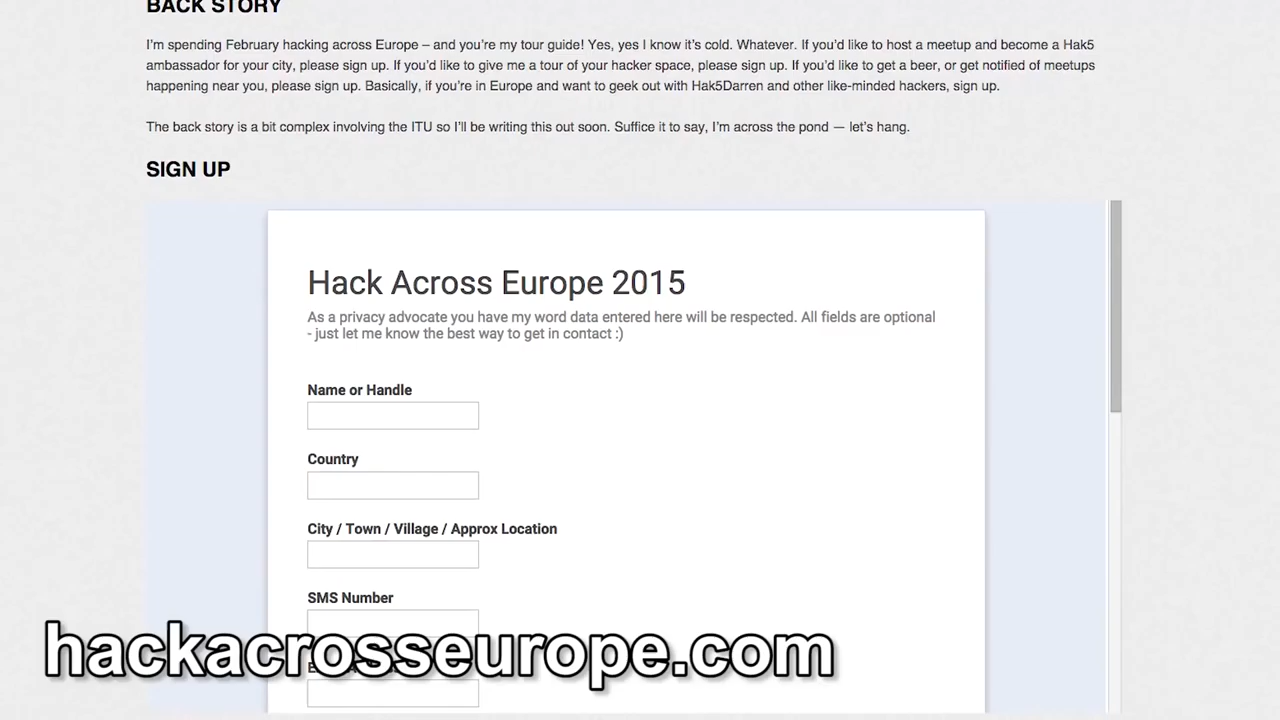 BACK STORY
I'm spending February hacking across Europe – and you're my tour guide! Yes, yes I know it's cold. Whatever. If you'd like to host a meetup and become a Hak5
ambassador for your city, please sign up. If you'd like to give me a tour of your hacker space, please sign up. If you'd like to get a beer, or get notified of meetups
happening near you, please sign up. Basically, if you're in Europe and want to geek out with Hak5Darren and other like-minded hackers, sign up.
The back story is a bit complex involving the ITU so I'll be writing this out soon. Suffice it to say, I'm across the pond — let's hang.
SIGN UP
Hack Across Europe 2015
As a privacy advocate you have my word data entered here will be respected. All fields are optional
- just let me know the best way to get in contact :)
Name or Handle
Country
City / Town / Village / Approx Location
SMS Number
hackacrosseurope.com